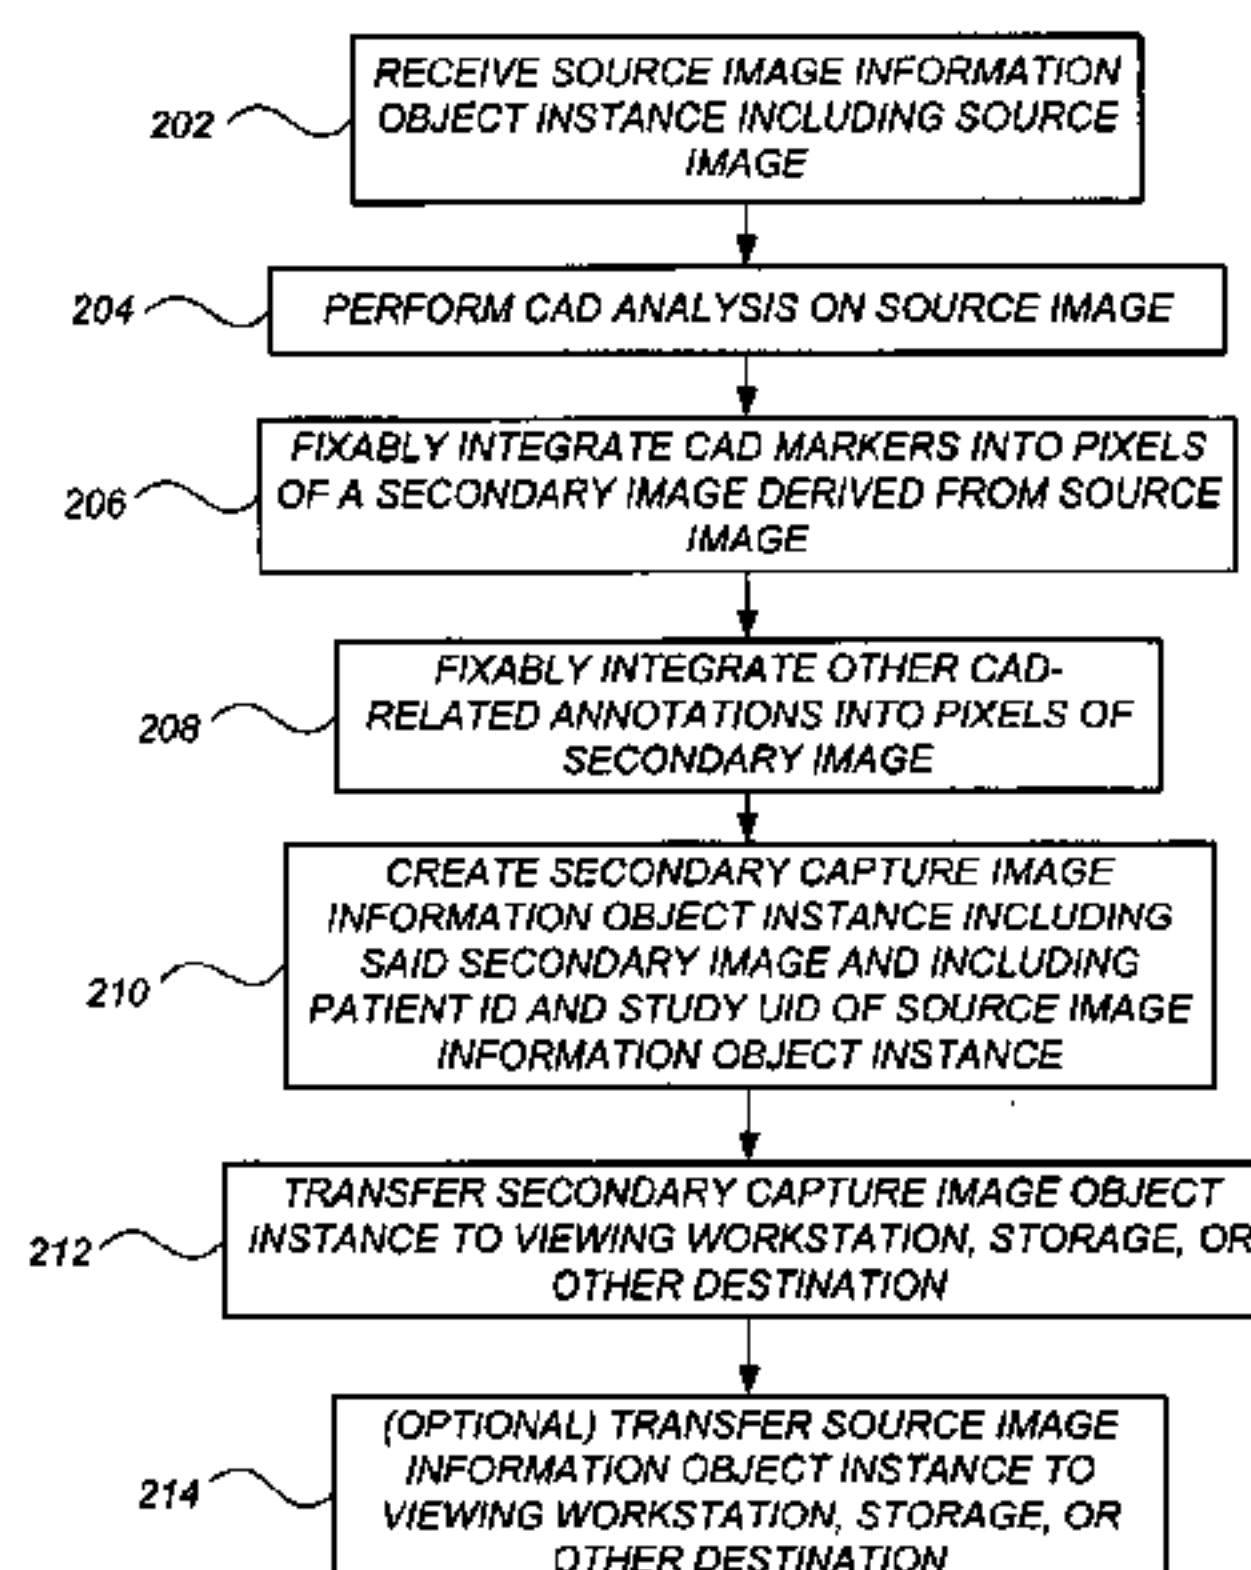 202
RECEIVE SOURCE IMAGE INFORMATION
OBJECT INSTANCE INCLUDING SOURCE
IMAGE
204
PERFORM CAD ANALYSIS ON SOURCE IMAGE
206
FIXABLY INTEGRATE CAD MARKERS INTO PIXELS
OF A SECONDARY IMAGE DERIVED FROM SOURCE
IMAGE
208
FIXABLY INTEGRATE OTHER CAD-
RELATED ANNOTATIONS INTO PIXELS OF
SECONDARY IMAGE
210
CREATE SECONDARY CAPTURE IMAGE
INFORMATION OBJECT INSTANCE INCLUDING
SAID SECONDARY IMAGE AND INCLUDING
PATIENT ID AND STUDY UID OF SOURCE IMAGE
INFORMATION OBJECT INSTANCE
212
TRANSFER SECONDARY CAPTURE IMAGE OBJECT
INSTANCE TO VIEWING WORKSTATION, STORAGE, OR
OTHER DESTINATION
214
(OPTIONAL) TRANSFER SOURCE IMAGE
INFORMATION OBJECT INSTANCE TO
VIEWING WORKSTATION, STORAGE, OR
OTHER DESTINATION